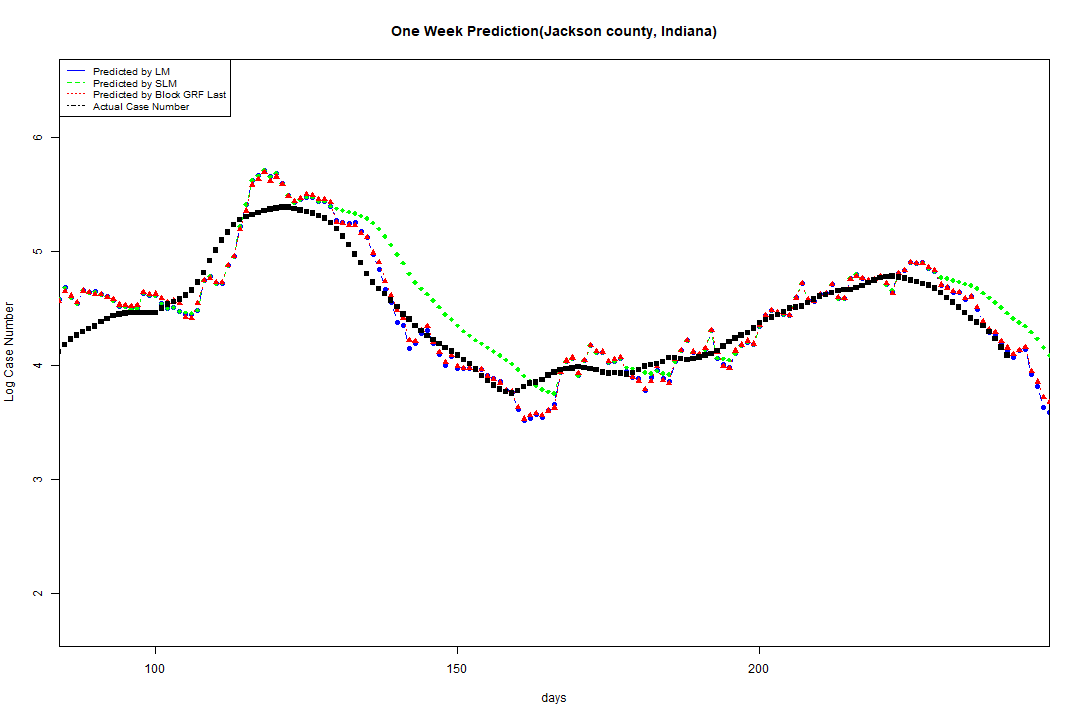 One Week Prediction(Jackson county, Indiana)
Predicted by LM
Predicted by SLM
Predicted by Block GRF Last
Actual Case Number
6
5
4
3
2
Log Case Number
100
150
200
days